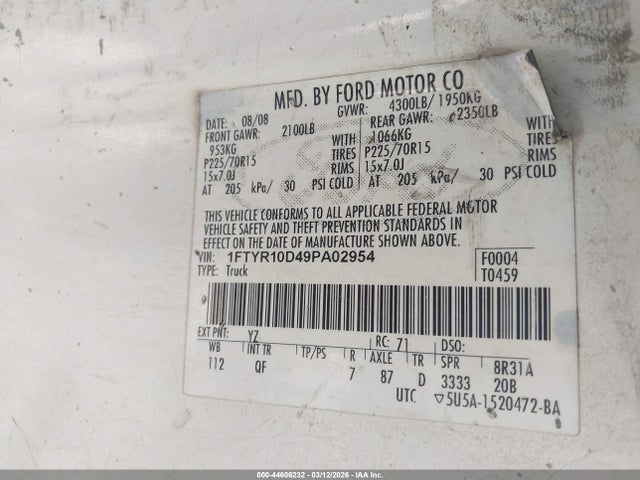 MFD. BY FORD MOTOR CO
DATE: 08/08 GVWR: 4300LB/ 1950KG
FRONT GAWR: 2100LB REAR GAWR: 2350LB
953KG WITH 1066KG WITH
P225/70R15 TIRES P225/70R15 TIRES
15x7.0J RIMS 15x7.0J RIMS
AT 205 kPa/ 30 PSI COLD AT 205 kPa/ 30 PSI COLD
THIS VEHICLE CONFORMS TO ALL APPLICABLE FEDERAL MOTOR
VEHICLE SAFETY AND THEFT PREVENTION STANDARDS IN
EFFECT ON THE DATE OF MANUFACTURE SHOWN ABOVE.
VIN: 1FTYR10D49PA02954 F0004
TYPE: Truck T0459
EXT PNT: YZ RC: 71 DSO:
WB INT TR TP/PS R AXLE TR SPR 8R31A
112 QF 7 87 D 3333 20B
UTC ▽5U5A-1520472-BA
000-44606232 - 03/12/2026 - IAA Inc.